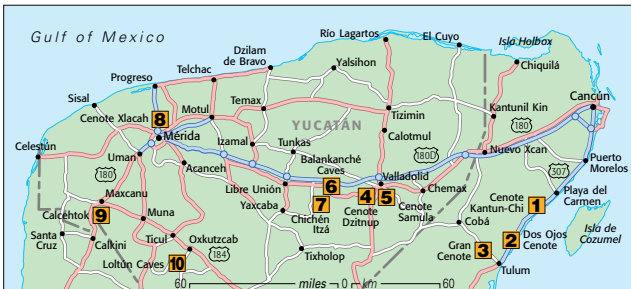 Gulf of Mexico
Río Lagartos
El Cuyo
Isla Holbox
Dzilam
de Bravo
Telchac
Yalsihon
Chiquilá
Progreso
Cancún
Sisal
Motul
Temax
Tizimín
Kantunil Kín
Cenote Xlacah
8
YUCATÁN
180
Mérida
Izamal
Calotmul
Tunkas
180D
Nuevo Xcan
Celestún
Uman
Balankanché
Caves
Valladolid
Puerto
Morelos
180
Acanceh
307
Libre Unión
6
4
5
Chemax
Maxcanu
7
Cenote
Kantun-Chi
1
Playa del
Carmen
Calcehtok
9
Muna
Yaxcaba
Chichén
Itzá
Cenote
Dzitnup
Cenote
Samula
Cobá
Santa
Cruz
Calkini
Ticul
Oxkutzcab
Gran
Cenote
3
2
Dos Ojos
Cenote
Isla de
Cozumel
Loltún Caves
10
184
Tixholop
Tulum
60
miles
0
km
60